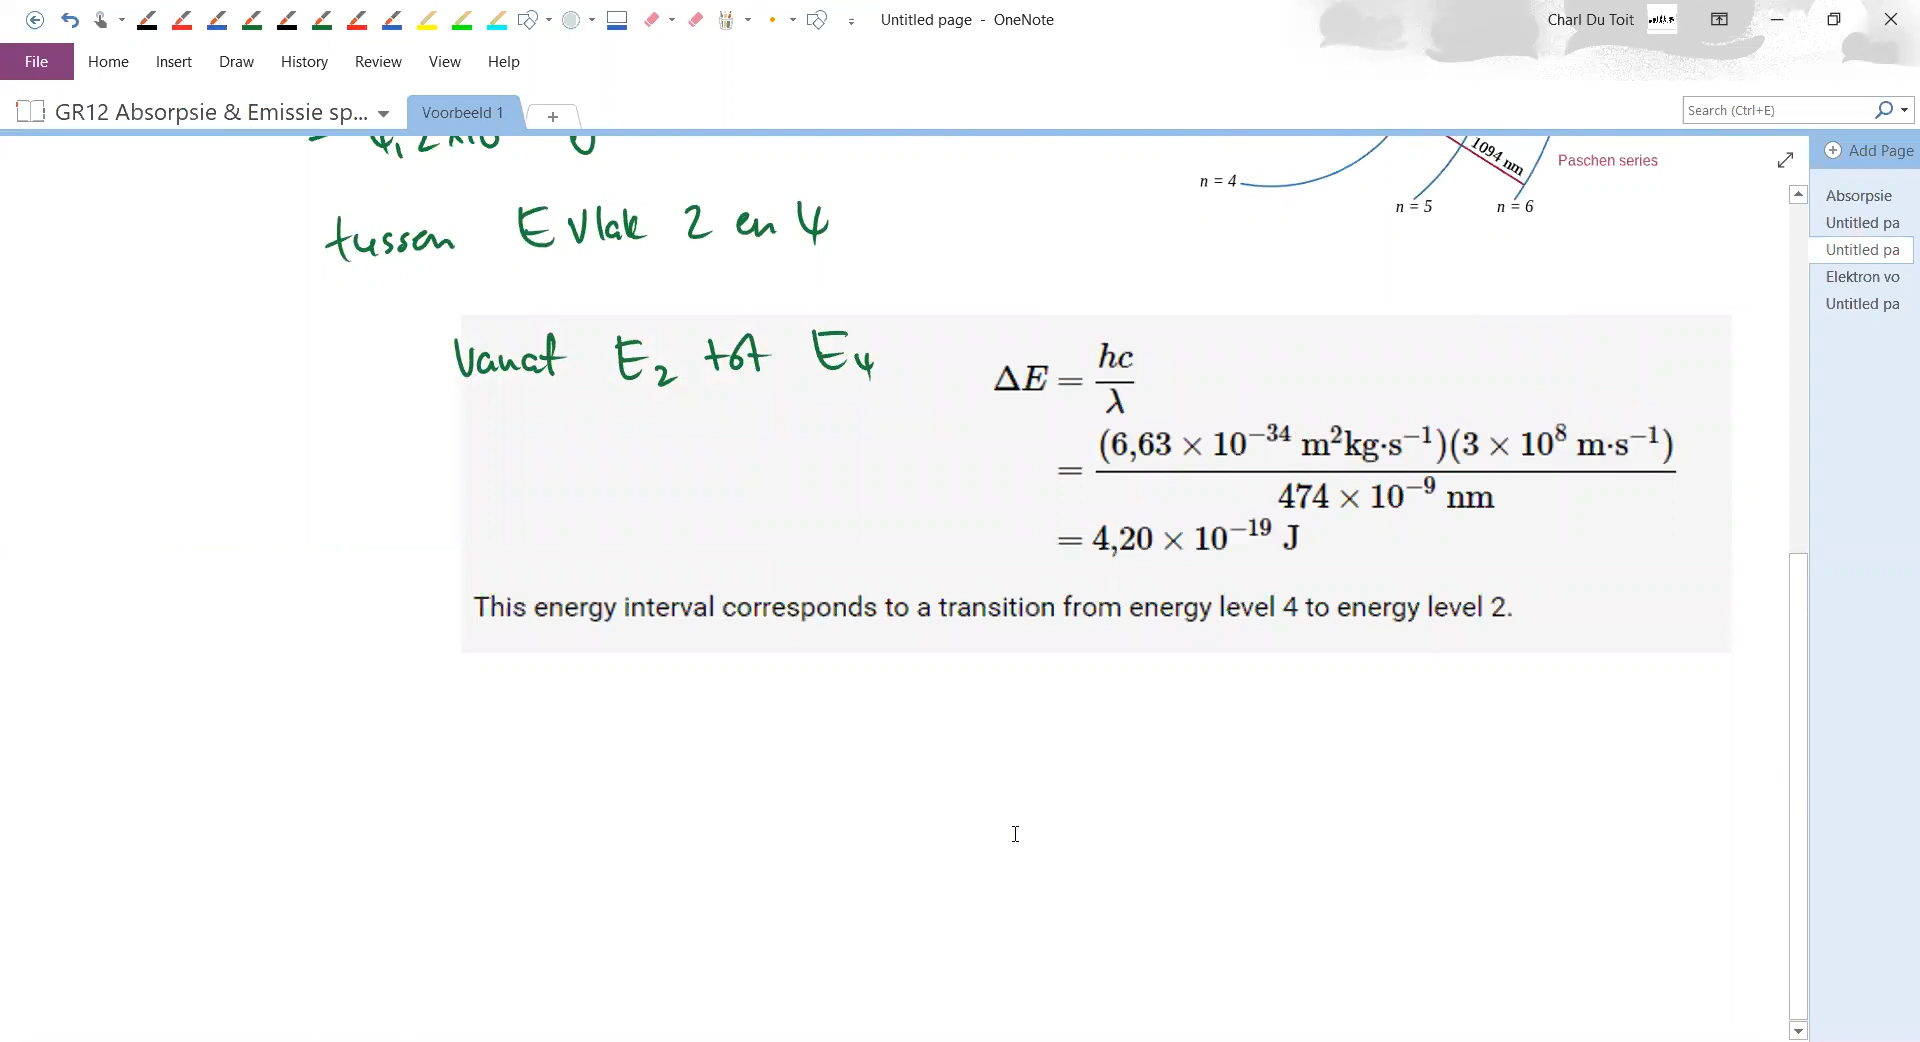 Untitled page - OneNote
Charl Du Toit
File Home Insert Draw History Review View Help
GR12 Absorpsie & Emissie sp...
Voorbeeld 1
Search (Ctrl+E)
Add Page
Absorpsie
Untitled pa
Untitled pa
Elektron vo
Untitled pa
1094 nm
Paschen series
n = 4
n = 5
n = 6
tussen E vlak 2 en 4
vanaf E₂ tot E₄
ΔE = hc/λ
= (6,63 × 10⁻³⁴ m²kg·s⁻¹)(3 × 10⁸ m·s⁻¹) / 474 × 10⁻⁹ nm
= 4,20 × 10⁻¹⁹ J
This energy interval corresponds to a transition from energy level 4 to energy level 2.